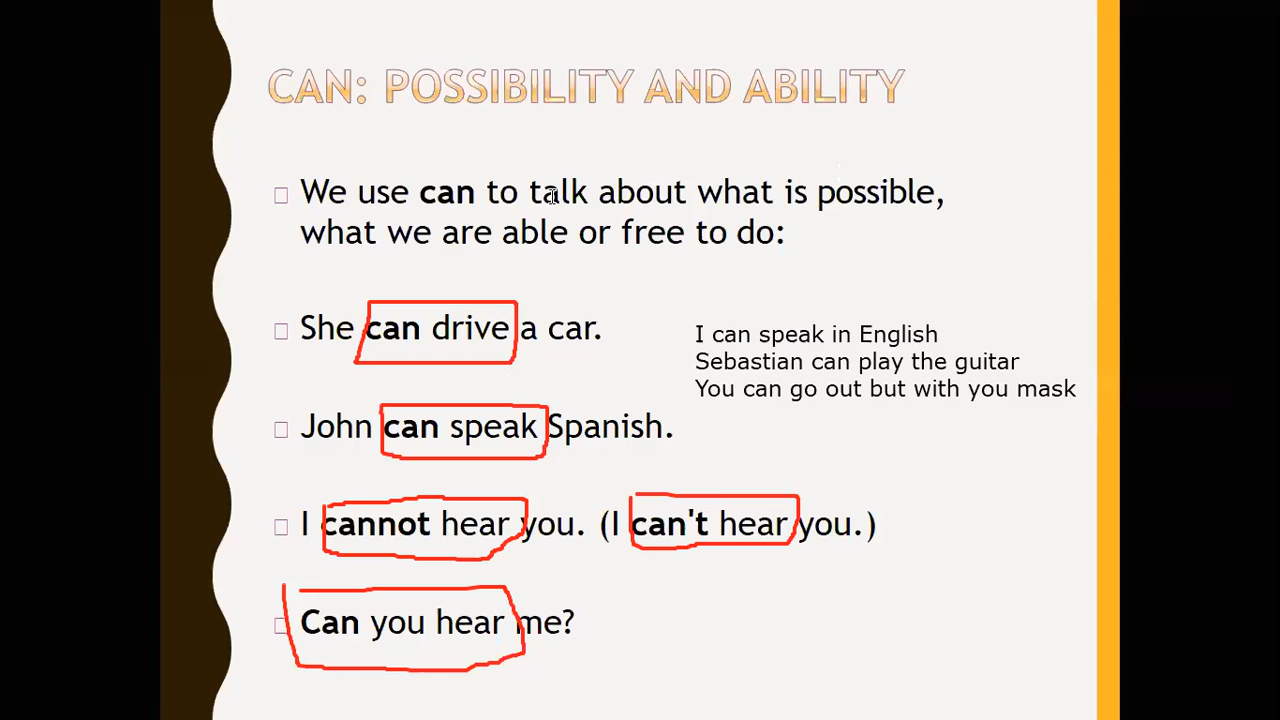 CAN: POSSIBILITY AND ABILITY
We use can to talk about what is possible,
what we are able or free to do:
She can drive a car.
I can speak in English
Sebastian can play the guitar
You can go out but with you mask
John can speak Spanish.
I cannot hear you. (I can't hear you.)
Can you hear me?